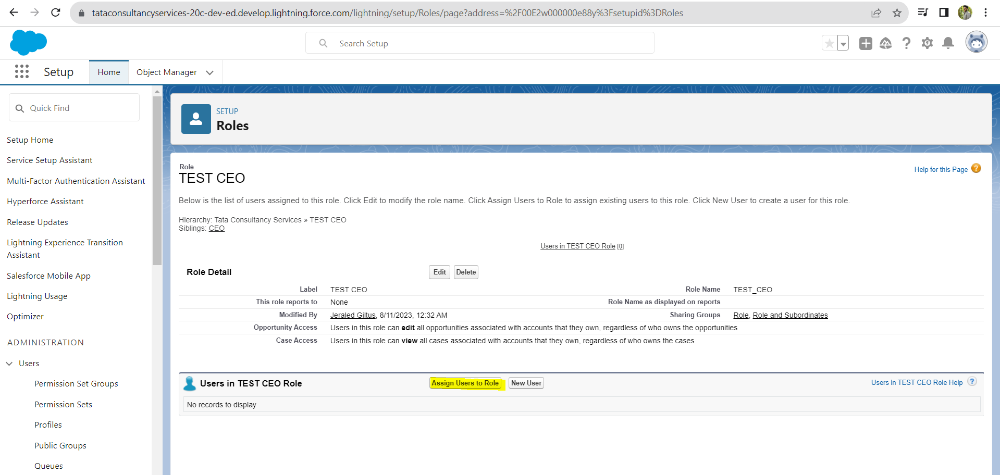 tataconsultancyservices-20c-dev-ed.develop.lightning.force.com/lightning/setup/Roles/page?address=%2F00E2w000000e88y%3Fsetupid%3DRoles
Search Setup
Setup
Home
Object Manager
Quick Find
Setup Home
Service Setup Assistant
Multi-Factor Authentication Assistant
Hyperforce Assistant
Release Updates
Lightning Experience Transition
Assistant
Salesforce Mobile App
Lightning Usage
Optimizer
ADMINISTRATION
Users
Permission Set Groups
Permission Sets
Profiles
Public Groups
Queues
SETUP
Roles
Role
TEST CEO
Help for this Page
Below is the list of users assigned to this role. Click Edit to modify the role name. Click Assign Users to Role to assign existing users to this role. Click New User to create a user for this role.
Hierarchy: Tata Consultancy Services » TEST CEO
Siblings: CEO
Users in TEST CEO Role [0]
Role Detail
Edit Delete
Label TEST CEO Role Name TEST_CEO
This role reports to None Role Name as displayed on reports
Modified By Jeraled Giltus, 8/11/2023, 12:32 AM Sharing Groups Role, Role and Subordinates
Opportunity Access Users in this role can edit all opportunities associated with accounts that they own, regardless of who owns the opportunities
Case Access Users in this role can view all cases associated with accounts that they own, regardless of who owns the cases
Users in TEST CEO Role
Assign Users to Role New User
Users in TEST CEO Role Help ?
No records to display